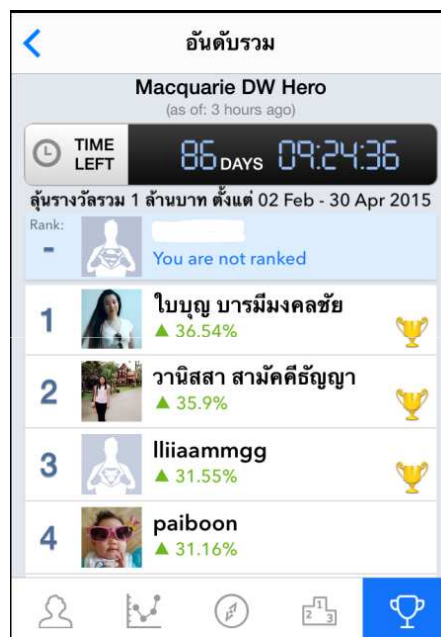 อันดับรวม
Macquarie DW Hero
(as of: 3 hours ago)
TIME LEFT
86 DAYS 09:24:36
ลุ้นรางวัลรวม 1 ล้านบาท ตั้งแต่ 02 Feb - 30 Apr 2015
Rank:
-
You are not ranked
1
ใบบุญ บารมีมงคลชัย
▲ 36.54%
2
วานิสสา สามัคคีธัญญา
▲ 35.9%
3
lliiaammgg
▲ 31.55%
4
paiboon
▲ 31.16%
2 1 3